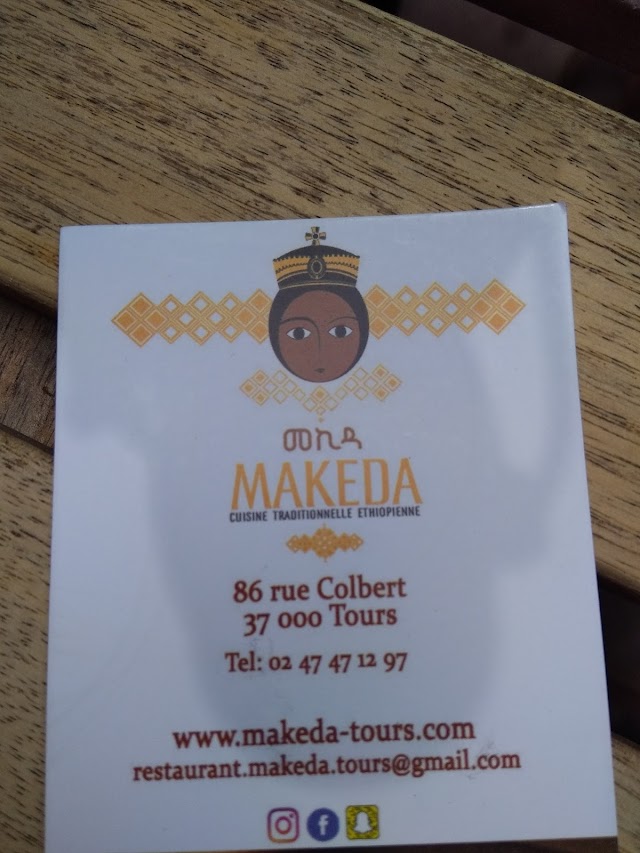 መኪዳ
MAKEDA
CUISINE TRADITIONNELLE ETHIOPIENNE
86 rue Colbert
37 000 Tours
Tel: 02 47 47 12 97
www.makeda-tours.com
restaurant.makeda.tours@gmail.com